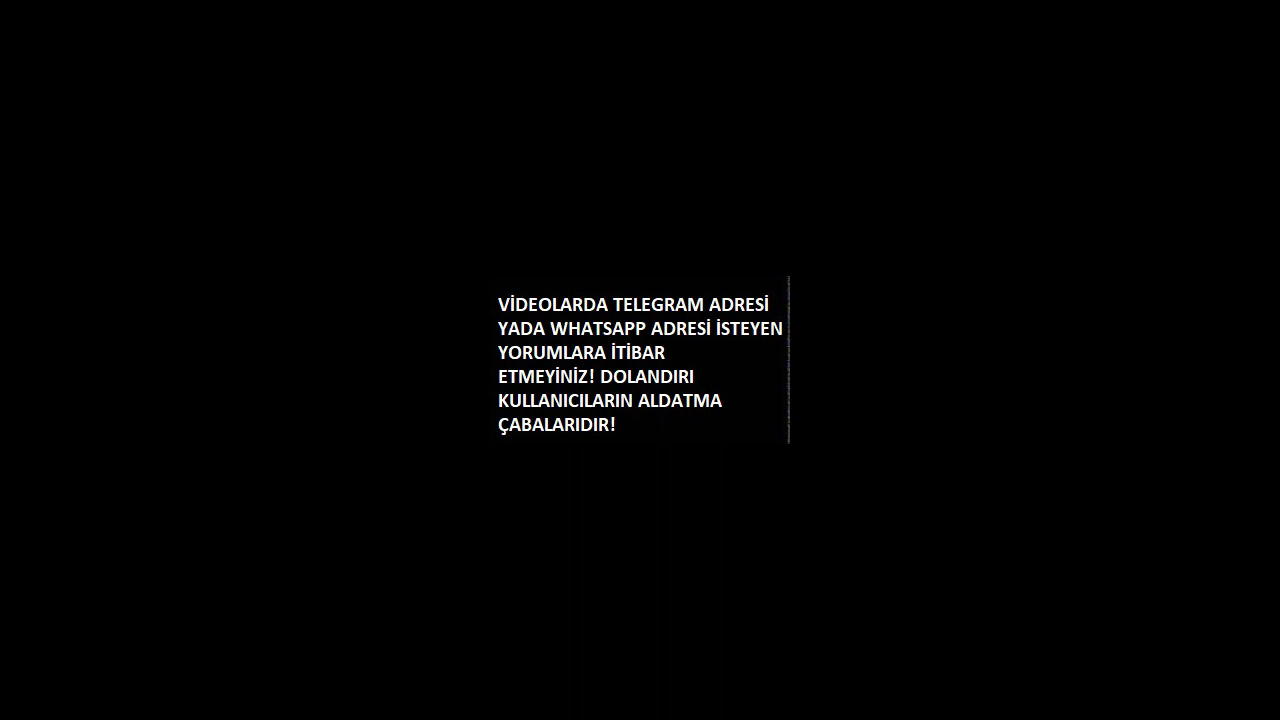 VİDEOLARDA TELEGRAM ADRESİ
YADA WHATSAPP ADRESİ İSTEYEN
YORUMLARA İTİBAR
ETMEYİNİZ! DOLANDIRI
KULLANICILARIN ALDATMA
ÇABALARIDIR!